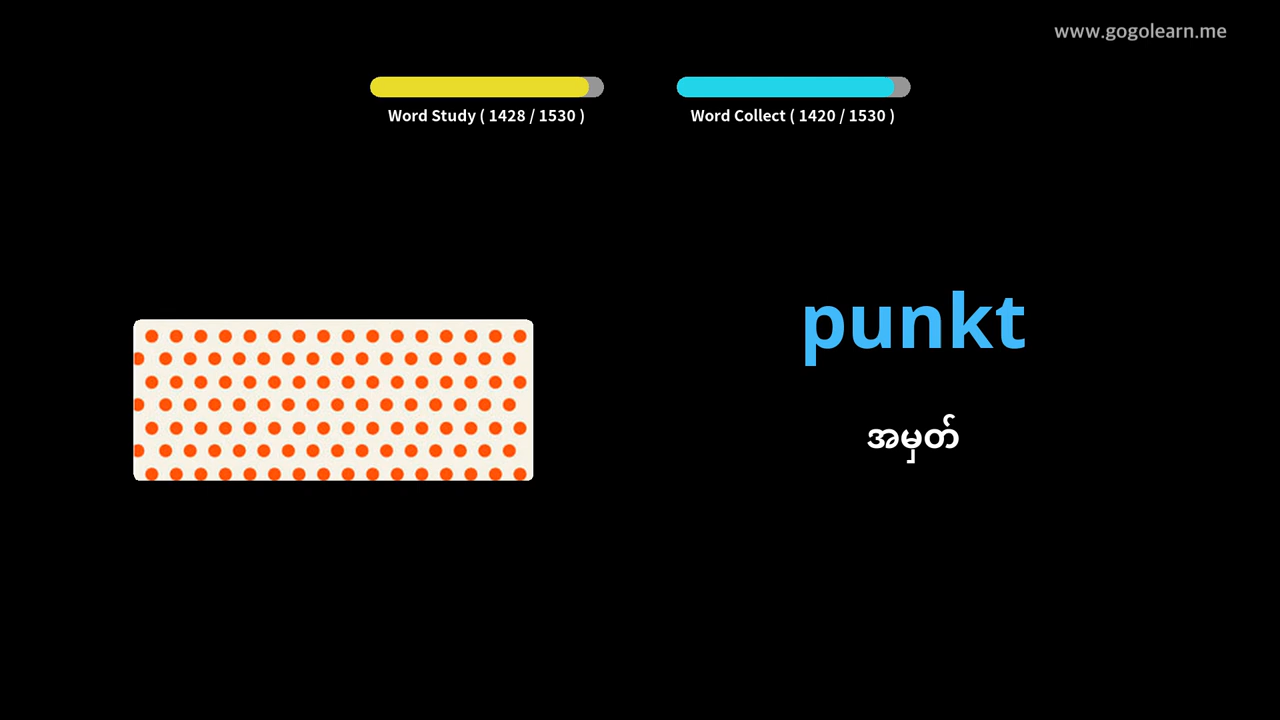 www.gogolearn.me
Word Study ( 1428 / 1530 )
Word Collect ( 1420 / 1530 )
punkt
အမှတ်